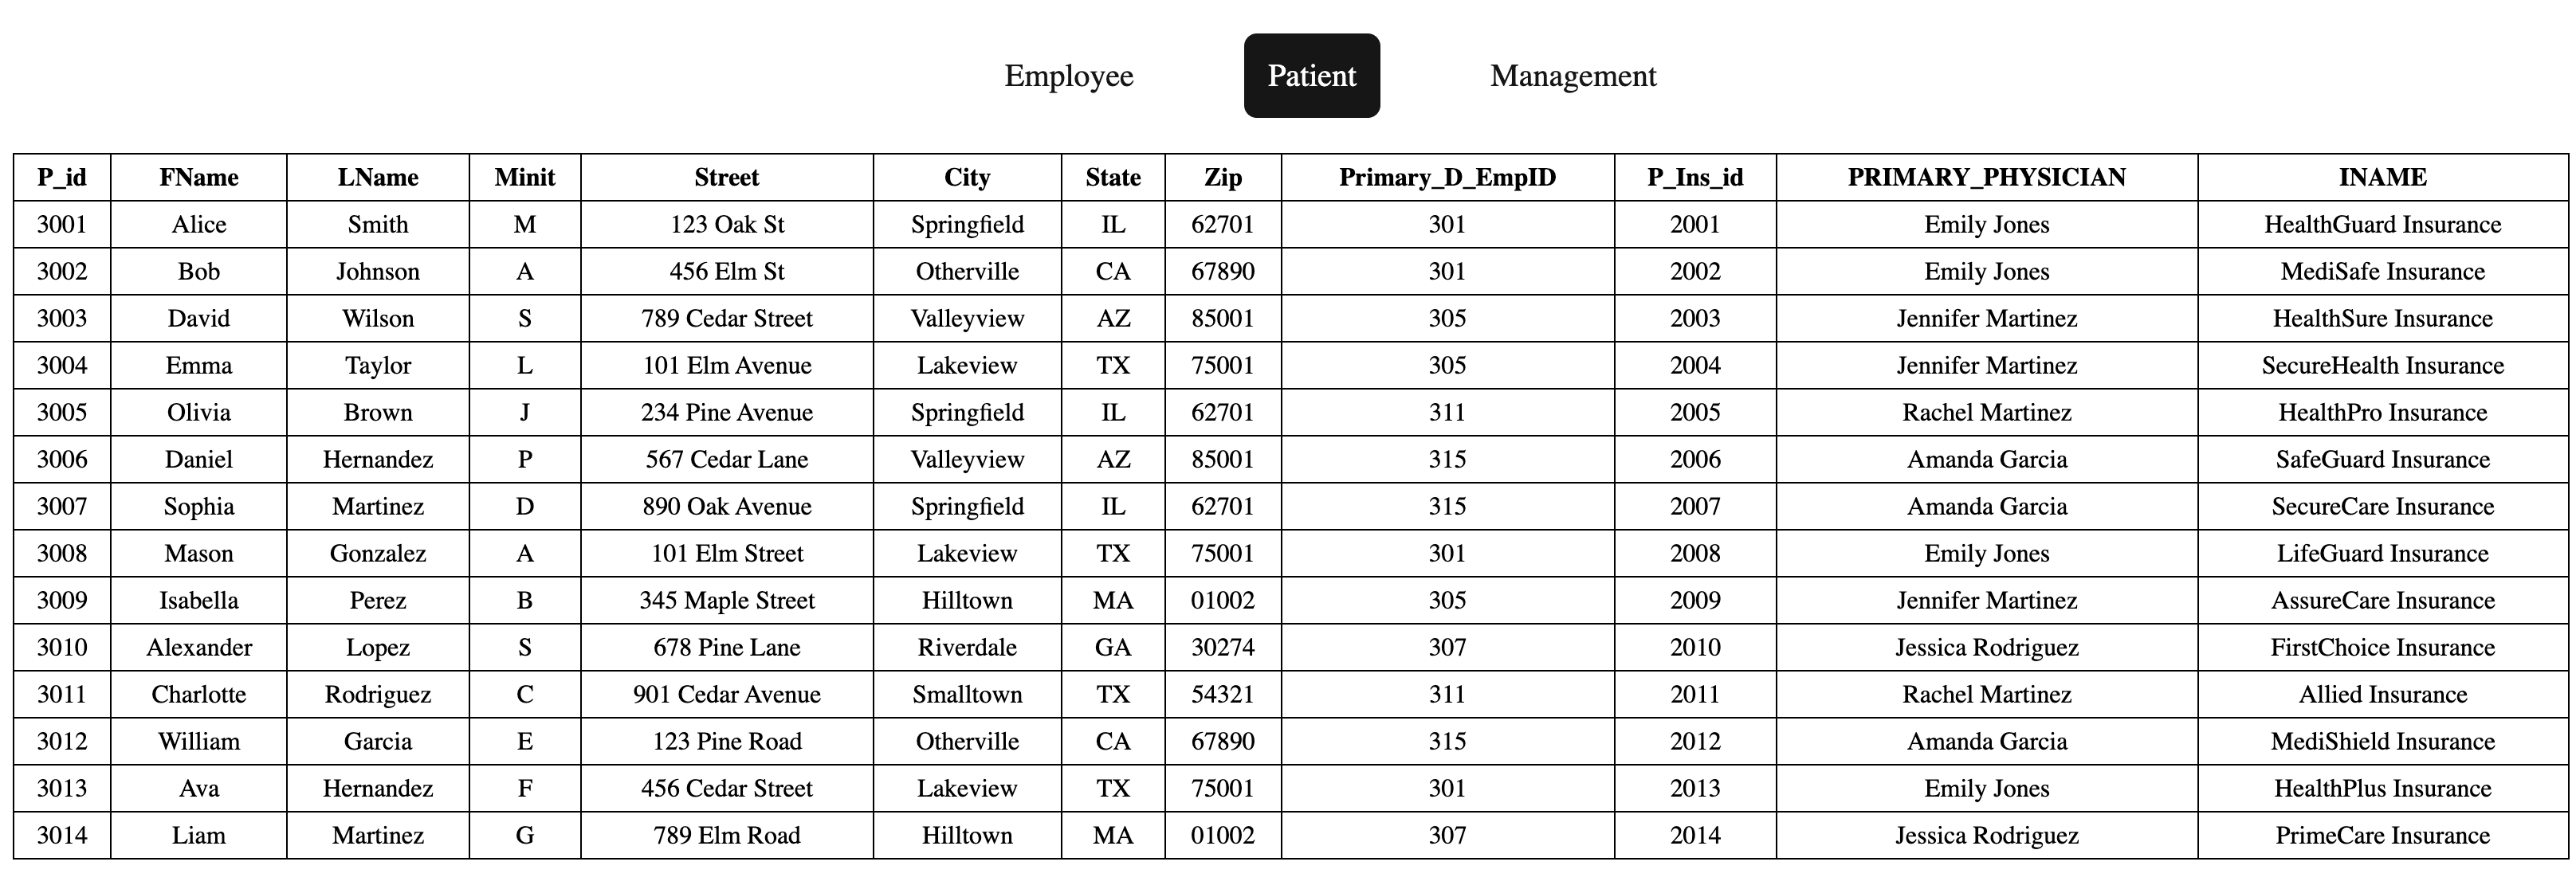 Employee Patient Management
P_id FName LName Minit Street City State Zip Primary_D_EmpID P_Ins_id PRIMARY_PHYSICIAN INAME
3001 Alice Smith M 123 Oak St Springfield IL 62701 301 2001 Emily Jones HealthGuard Insurance
3002 Bob Johnson A 456 Elm St Otherville CA 67890 301 2002 Emily Jones MediSafe Insurance
3003 David Wilson S 789 Cedar Street Valleyview AZ 85001 305 2003 Jennifer Martinez HealthSure Insurance
3004 Emma Taylor L 101 Elm Avenue Lakeview TX 75001 305 2004 Jennifer Martinez SecureHealth Insurance
3005 Olivia Brown J 234 Pine Avenue Springfield IL 62701 311 2005 Rachel Martinez HealthPro Insurance
3006 Daniel Hernandez P 567 Cedar Lane Valleyview AZ 85001 315 2006 Amanda Garcia SafeGuard Insurance
3007 Sophia Martinez D 890 Oak Avenue Springfield IL 62701 315 2007 Amanda Garcia SecureCare Insurance
3008 Mason Gonzalez A 101 Elm Street Lakeview TX 75001 301 2008 Emily Jones LifeGuard Insurance
3009 Isabella Perez B 345 Maple Street Hilltown MA 01002 305 2009 Jennifer Martinez AssureCare Insurance
3010 Alexander Lopez S 678 Pine Lane Riverdale GA 30274 307 2010 Jessica Rodriguez FirstChoice Insurance
3011 Charlotte Rodriguez C 901 Cedar Avenue Smalltown TX 54321 311 2011 Rachel Martinez Allied Insurance
3012 William Garcia E 123 Pine Road Otherville CA 67890 315 2012 Amanda Garcia MediShield Insurance
3013 Ava Hernandez F 456 Cedar Street Lakeview TX 75001 301 2013 Emily Jones HealthPlus Insurance
3014 Liam Martinez G 789 Elm Road Hilltown MA 01002 307 2014 Jessica Rodriguez PrimeCare Insurance